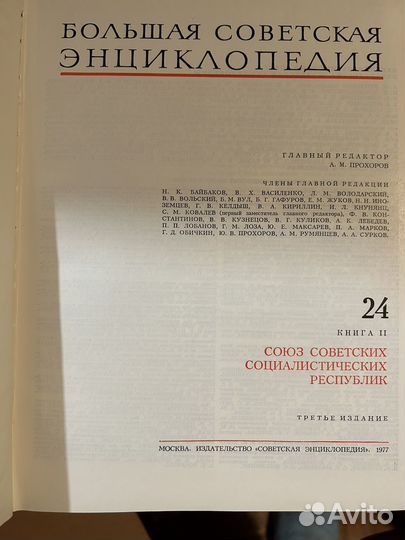 БОЛЬШАЯ СОВЕТСКАЯ
ЭНЦИКЛОПЕДИЯ
ГЛАВНЫЙ РЕДАКТОР
А. М. ПРОХОРОВ
ЧЛЕНЫ ГЛАВНОЙ РЕДАКЦИИ
Н. К. БАЙБАКОВ, В. Х. ВАСИЛЕНКО, Л. М. ВОЛОДАРСКИЙ,
В. В. ВОЛЬСКИЙ, Б. М. ВУЛ, Б. Г. ГАФУРОВ, Е. М. ЖУКОВ, Н. Н. ИНО-
ЗЕМЦЕВ, Г. В. КЕЛДЫШ, В. А. КИРИЛЛИН, И. Л. КНУНЯНЦ,
С. М. КОВАЛЕВ (первый заместитель главного редактора), Ф. В. КОН-
СТАНТИНОВ, В. В. КУЗНЕЦОВ, В. Г. КУЛИКОВ, А. К. ЛЕБЕДЕВ,
П. П. ЛОБАНОВ, Г. М. ЛОЗА, Ю. Е. МАКСАРЕВ, П. А. МАРКОВ,
Г. Д. ОБИЧКИН, Ю. В. ПРОХОРОВ, А. М. РУМЯНЦЕВ, А. А. СУРКОВ.
24
КНИГА II
СОЮЗ СОВЕТСКИХ
СОЦИАЛИСТИЧЕСКИХ
РЕСПУБЛИК
ТРЕТЬЕ ИЗДАНИЕ
МОСКВА. ИЗДАТЕЛЬСТВО «СОВЕТСКАЯ ЭНЦИКЛОПЕДИЯ». 1977
Avito